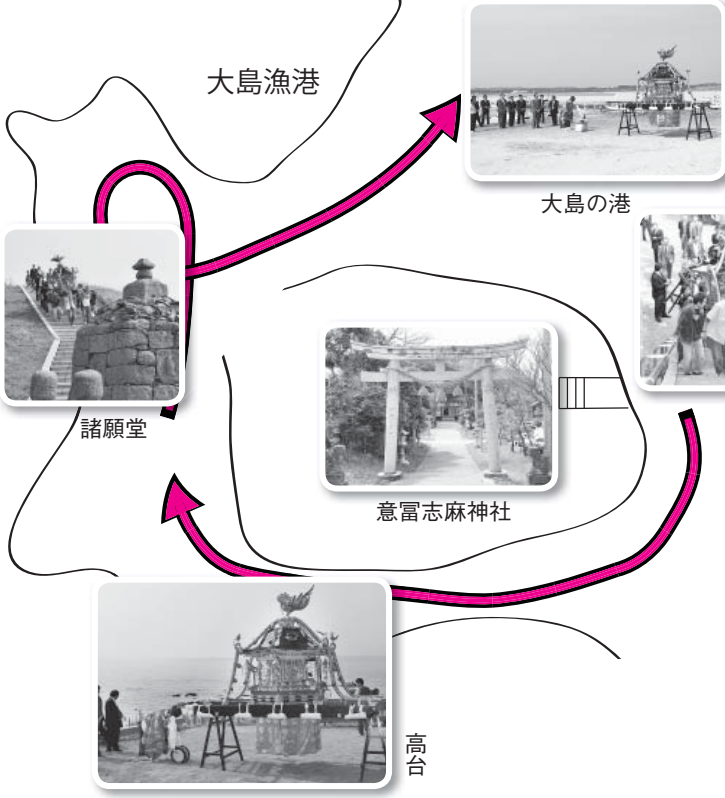 大島漁港
大島の港
諸願堂
意冨志麻神社
高台